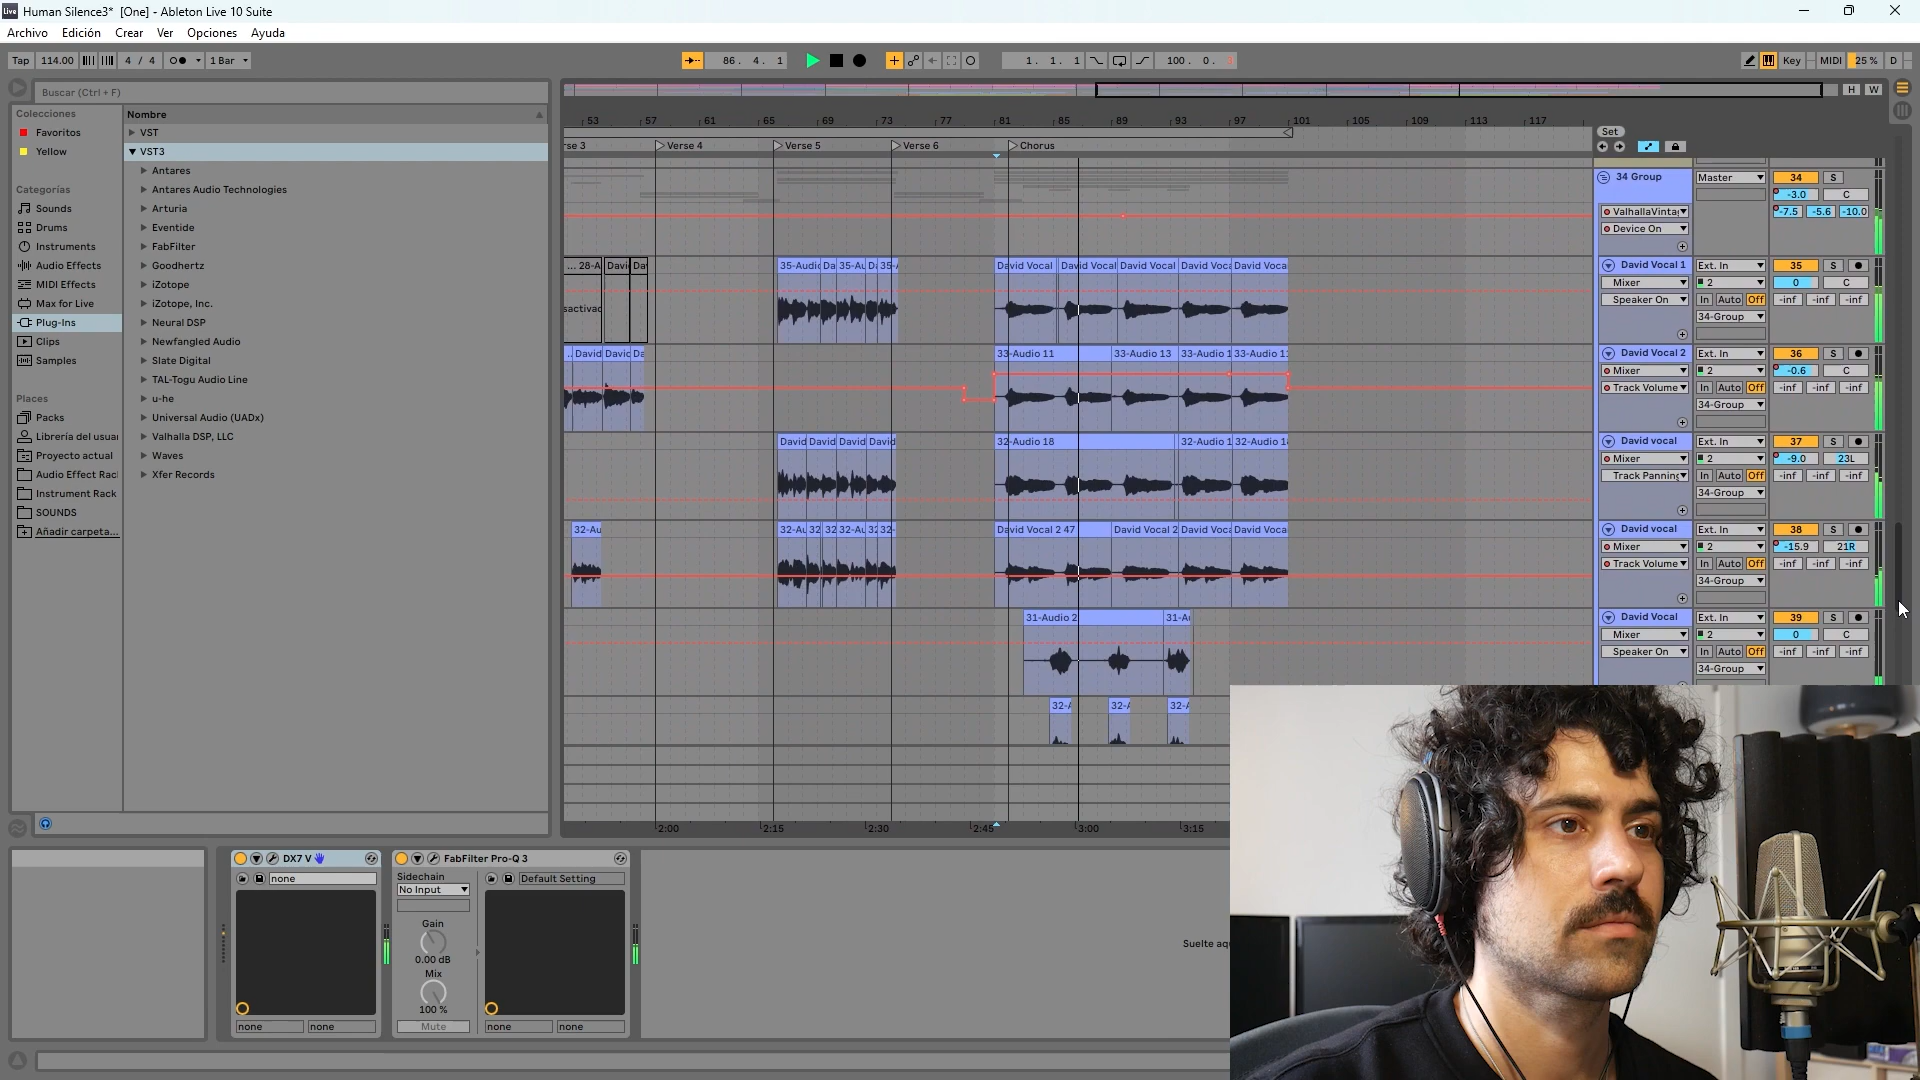 Live Human Silence3* [One] - Ableton Live 10 Suite
Archivo Edición Crear Ver Opciones Ayuda
Tap 114.00 4 / 4 1 Bar 86. 4. 1 1. 1. 1 100. 0. Key MIDI 25 % D
Buscar (Ctrl + F)
H W
Colecciones
Favoritos
Yellow
Categorías
Sounds
Drums
Instruments
Audio Effects
MIDI Effects
Max for Live
Plug-Ins
Clips
Samples
Places
Packs
Librería del usua
Proyecto actual
Audio Effect Rac
Instrument Rack
SOUNDS
Añadir carpeta...
Nombre
VST
VST3
Antares
Antares Audio Technologies
Arturia
Eventide
FabFilter
Goodhertz
iZotope
iZotope, Inc.
Neural DSP
Newfangled Audio
Slate Digital
TAL-Togu Audio Line
u-he
Universal Audio (UADx)
Valhalla DSP, LLC
Waves
Xfer Records
53 57 61 65 69 73 77 81 85 89 93 97 101 105 109 113 117
rse 3 Verse 4 Verse 5 Verse 6 Chorus
Set
34 Group Master 34 S
-3.0 C
ValhallaVinta -7.5 -5.6 -10.0
Device On
... 28-A Davi Da 35-Audio Da 35-Au D 35-A David Vocal David Vocal David Vocal David Voca David Voca
sactivac
David Vocal 1 Ext. In 35 S
Mixer 2 0 C
Speaker On In Auto Off -inf -inf -inf
34-Group
.. David David Da 33-Audio 11 33-Audio 13 33-Audio 1 33-Audio 11
David Vocal 2 Ext. In 36 S
Mixer 2 -0.6 C
Track Volume In Auto Off -inf -inf -inf
34-Group
David David David David 32-Audio 18 32-Audio 1 32-Audio 18
David vocal Ext. In 37 S
Mixer 2 -9.0 23L
Track Panning In Auto Off -inf -inf -inf
34-Group
32-Au 32-Au 32 32 32-Au 32 32- David Vocal 2 47 David Vocal 2 David Voca David Voca
David vocal Ext. In 38 S
Mixer 2 -15.9 21R
Track Volume In Auto Off -inf -inf -inf
34-Group
31-Audio 2 31-Au
David Vocal Ext. In 39 S
Mixer 2 0 C
Speaker On In Auto Off -inf -inf -inf
34-Group
32-A 32-A 32-A
2:00 2:15 2:30 2:45 3:00 3:15
DX7 V
none
none none
FabFilter Pro-Q 3
Sidechain
No Input
Gain
0.00 dB
Mix
100 %
Mute
Default Setting
none none
Suelte aqu